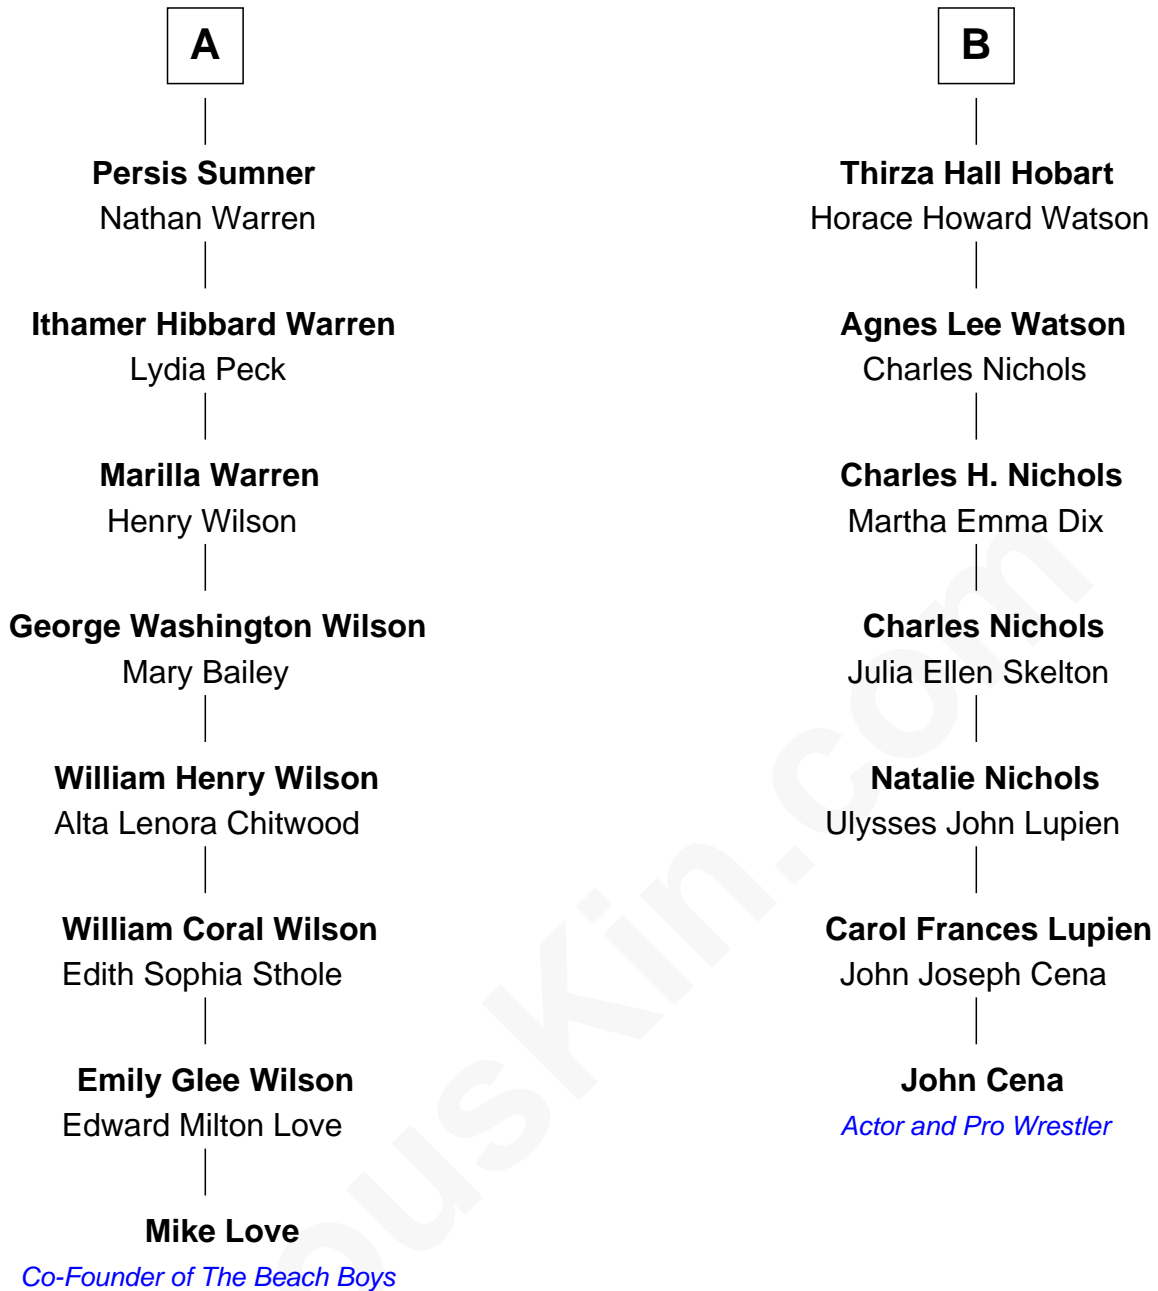 A
Persis Sumner
Nathan Warren
Ithamer Hibbard Warren
Lydia Peck
Marilla Warren
Henry Wilson
George Washington Wilson
Mary Bailey
William Henry Wilson
Alta Lenora Chitwood
William Coral Wilson
Edith Sophia Sthole
Emily Glee Wilson
Edward Milton Love
Mike Love
Co-Founder of The Beach Boys
B
Thirza Hall Hobart
Horace Howard Watson
Agnes Lee Watson
Charles Nichols
Charles H. Nichols
Martha Emma Dix
Charles Nichols
Julia Ellen Skelton
Natalie Nichols
Ulysses John Lupien
Carol Frances Lupien
John Joseph Cena
John Cena
Actor and Pro Wrestler
ousKin.com